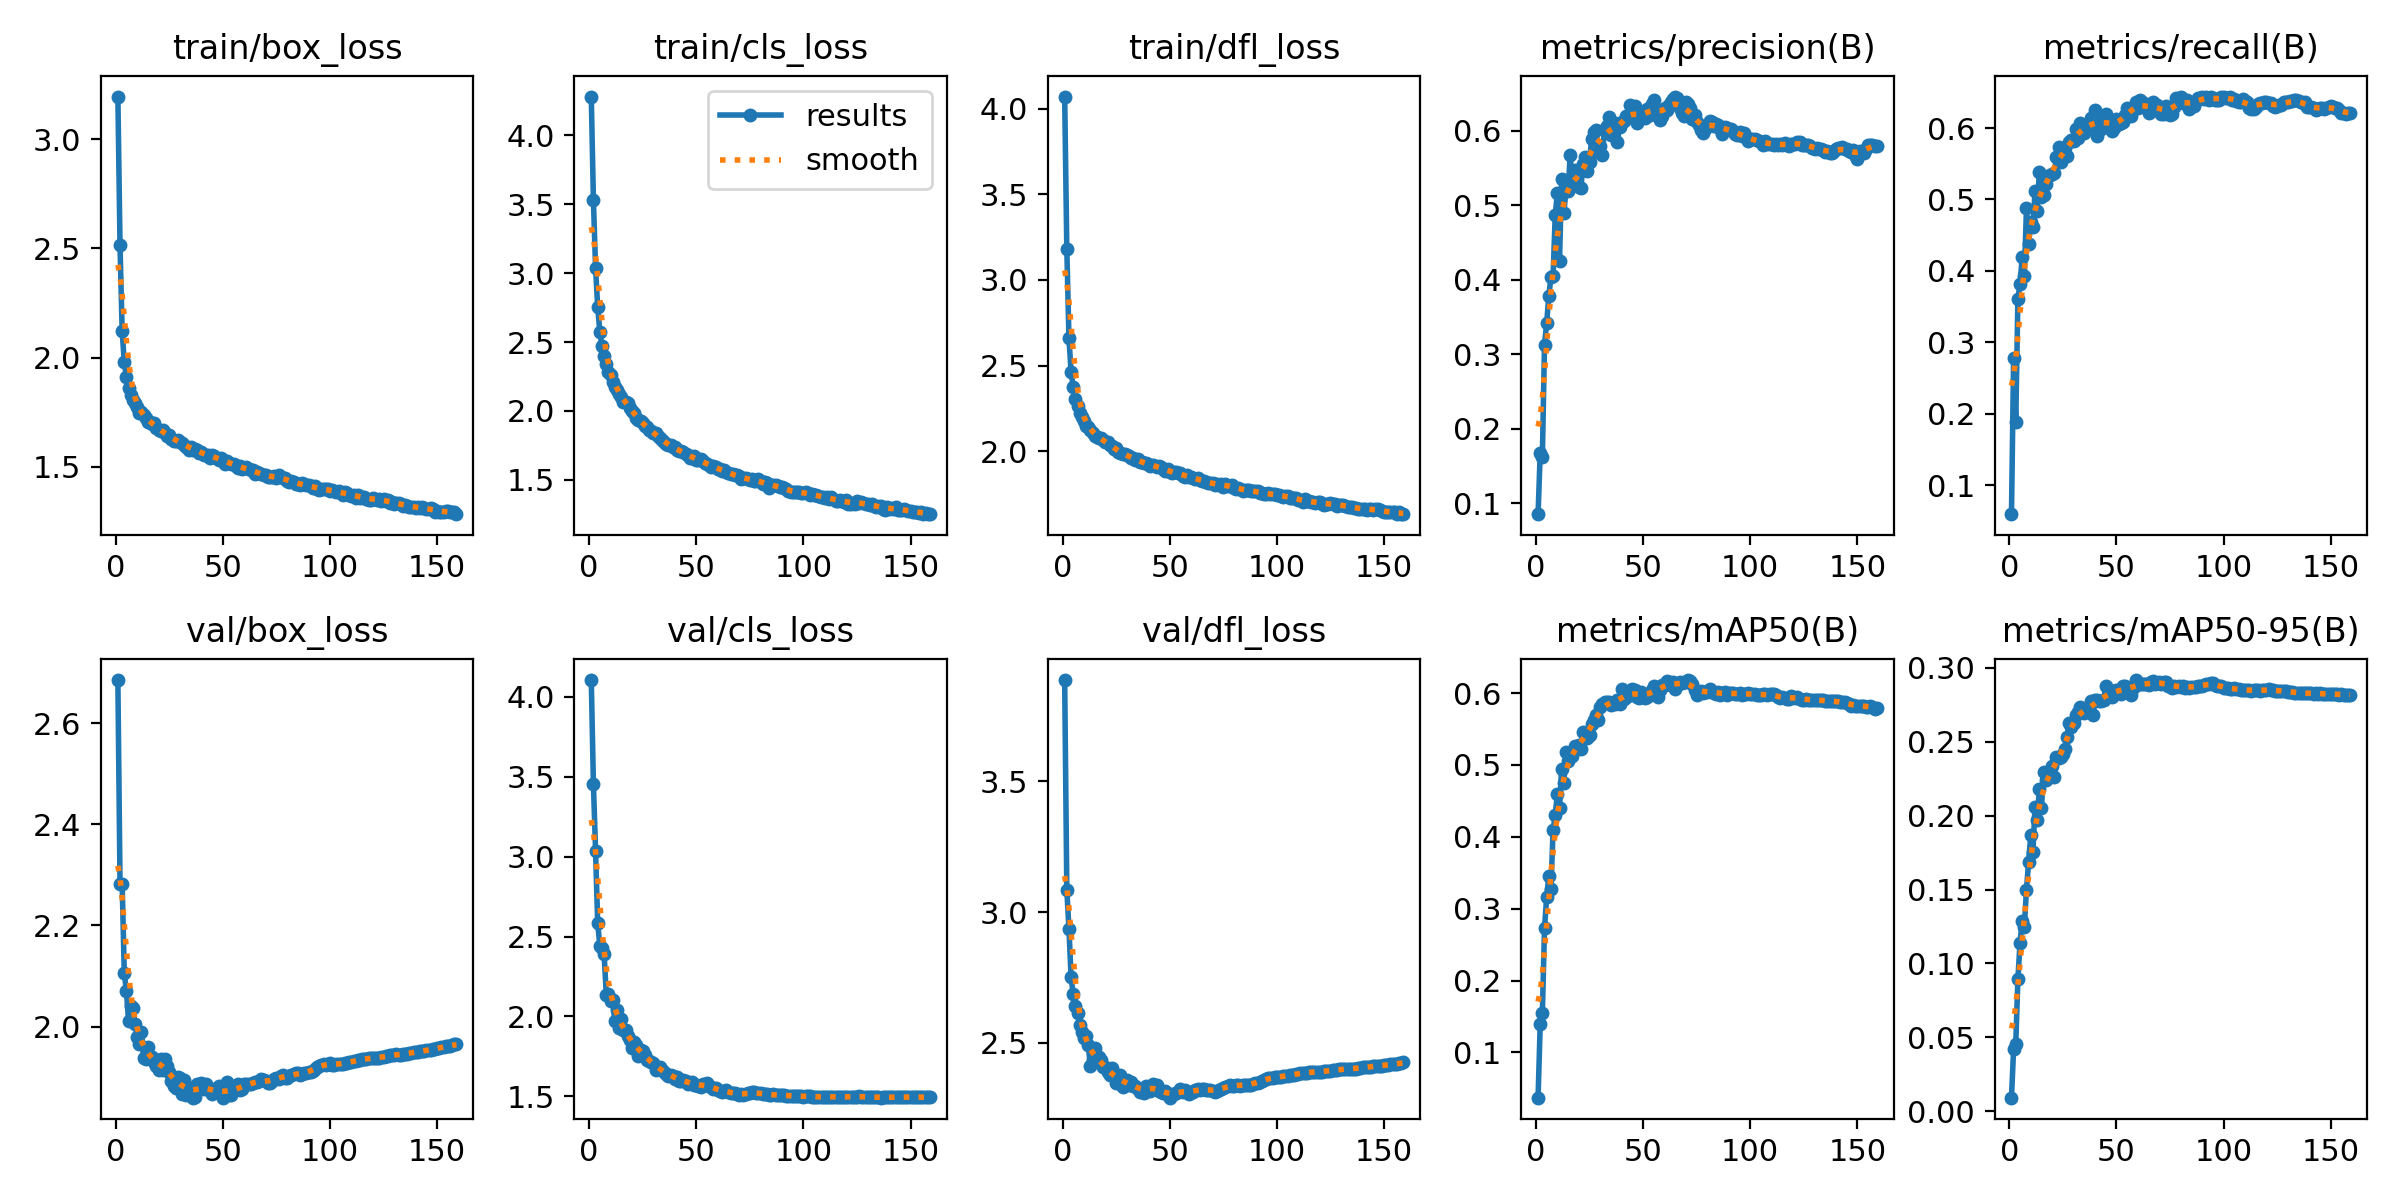 train/box_loss
train/cls_loss
train/dfl_loss
metrics/precision(B)
metrics/recall(B)
3.0
2.5
2.0
1.5
0 50 100 150
results
smooth
4.0
3.5
3.0
2.5
2.0
1.5
0 50 100 150
4.0
3.5
3.0
2.5
2.0
0 50 100 150
0.6
0.5
0.4
0.3
0.2
0.1
0 50 100 150
0.6
0.5
0.4
0.3
0.2
0.1
0 50 100 150
val/box_loss
val/cls_loss
val/dfl_loss
metrics/mAP50(B)
metrics/mAP50-95(B)
2.6
2.4
2.2
2.0
0 50 100 150
4.0
3.5
3.0
2.5
2.0
1.5
0 50 100 150
3.5
3.0
2.5
0 50 100 150
0.6
0.5
0.4
0.3
0.2
0.1
0 50 100 150
0.30
0.25
0.20
0.15
0.10
0.05
0.00
0 50 100 150